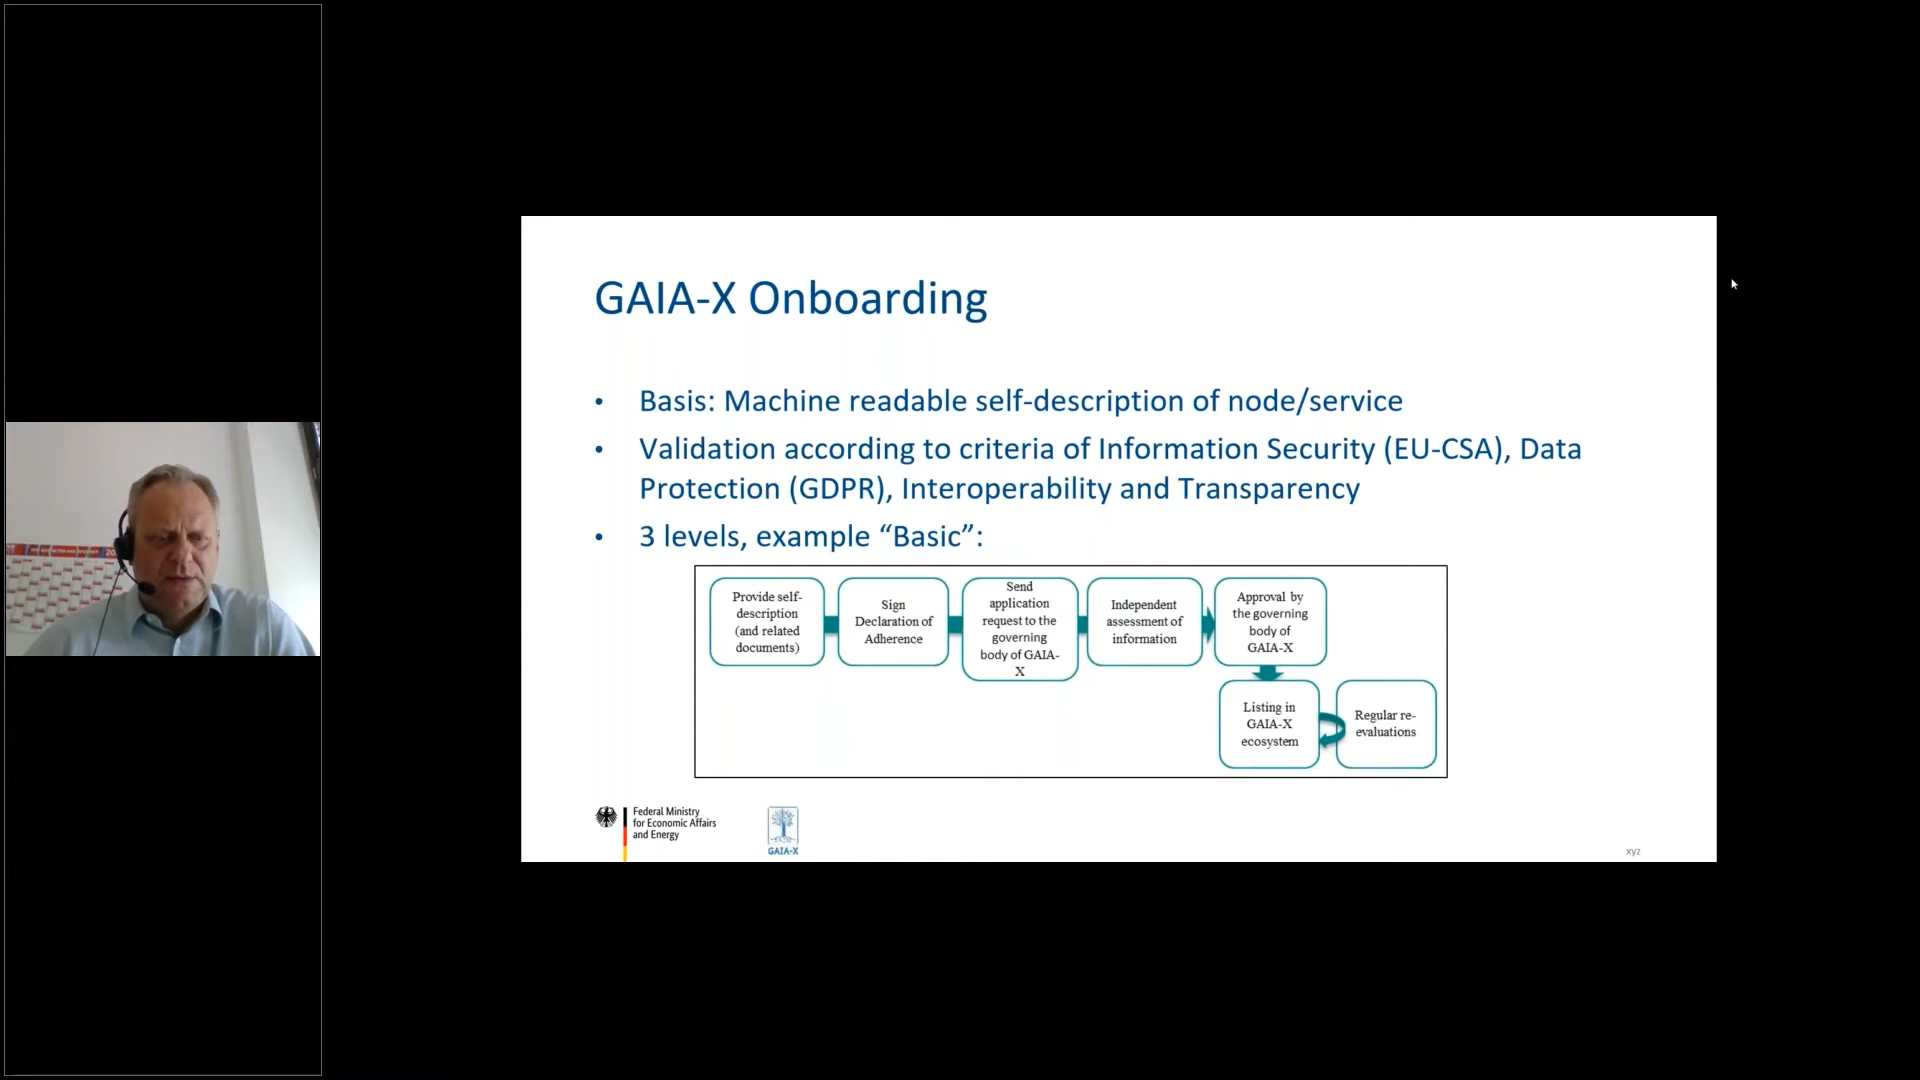 GAIA-X Onboarding
• Basis: Machine readable self-description of node/service
• Validation according to criteria of Information Security (EU-CSA), Data
Protection (GDPR), Interoperability and Transparency
• 3 levels, example “Basic”:
Provide self-
description
(and related
documents)
Sign
Declaration of
Adherence
Send
application
request to the
governing
body of GAIA-
X
Independent
assessment of
information
Approval by
the governing
body of
GAIA-X
Listing in
GAIA-X
ecosystem
Regular re-
evaluations
Federal Ministry
for Economic Affairs
and Energy
GAIA-X
xyz